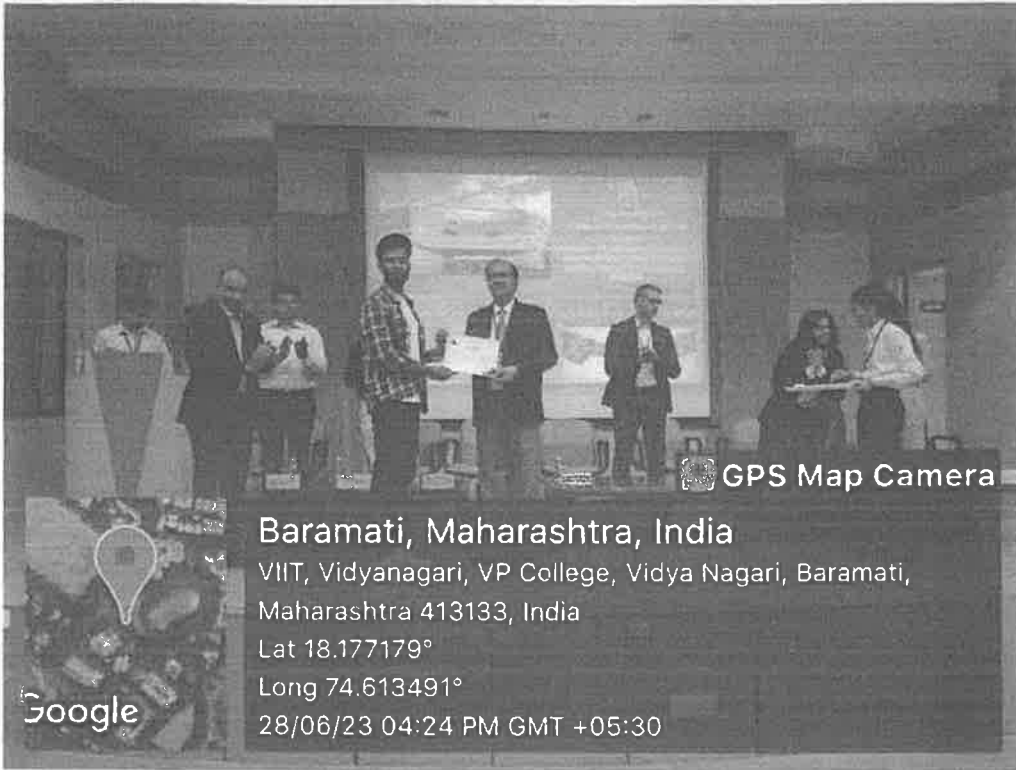 GPS Map Camera
Baramati, Maharashtra, India
VIIT, Vidyanagari, VP College, Vidya Nagari, Baramati,
Maharashtra 413133, India
Lat 18.177179°
Long 74.613491°
28/06/23 04:24 PM GMT +05:30
Google